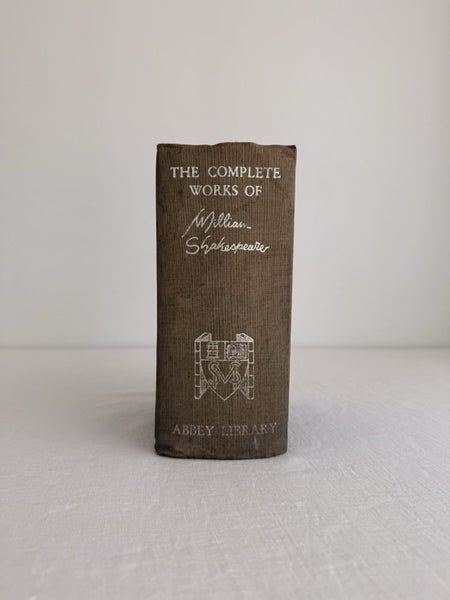 THE COMPLETE
WORKS OF
William
Shakespeare
ABBEY LIBRARY